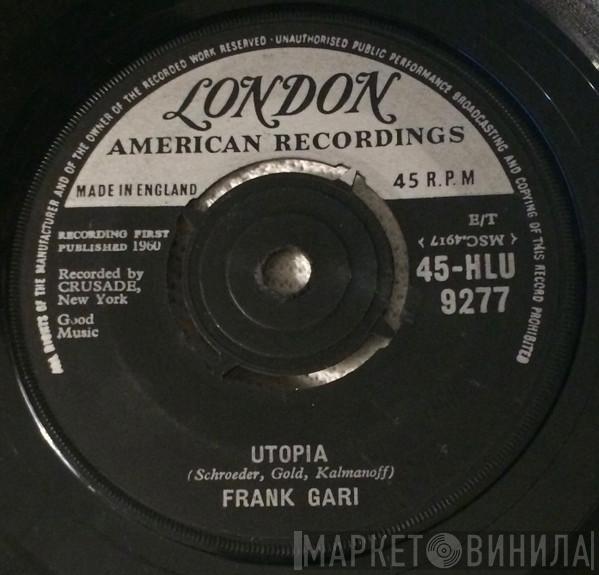 ALL RIGHTS OF THE MANUFACTURER AND OF THE OWNER OF THE RECORDED WORK RESERVED · UNAUTHORISED PUBLIC PERFORMANCE BROADCASTING AND COPYING OF THIS RECORD PROHIBITED
LONDON
AMERICAN RECORDINGS
MADE IN ENGLAND
45 R.P.M
RECORDING FIRST
PUBLISHED 1960
Recorded by
CRUSADE,
New York
Good
Music
E/T
( MSC.4917 )
45-HLU
9277
UTOPIA
(Schroeder, Gold, Kalmanoff)
FRANK GARI
МАРКЕТ ВИНИЛА